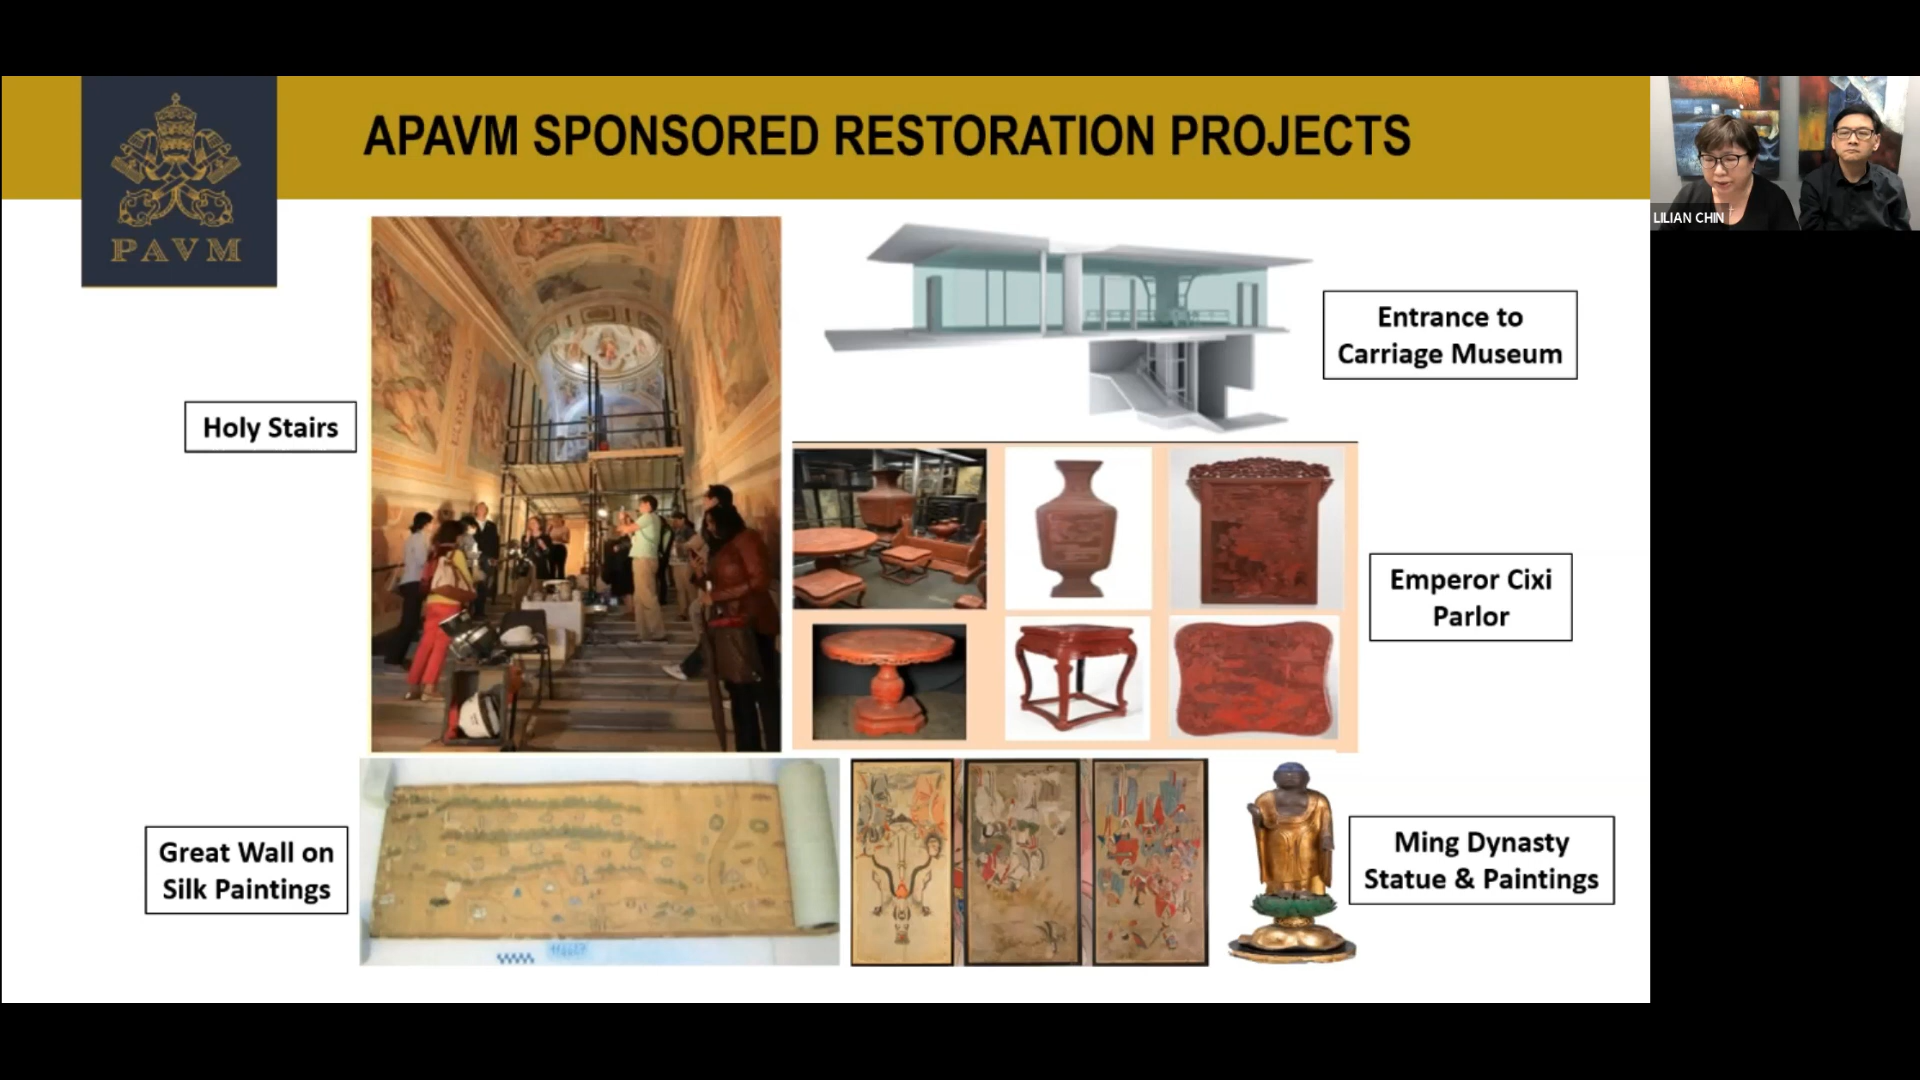 APAVM SPONSORED RESTORATION PROJECTS
PAVM
LILIAN CHIN
Entrance to
Carriage Museum
Holy Stairs
Emperor Cixi
Parlor
Great Wall on
Silk Paintings
Ming Dynasty
Statue & Paintings